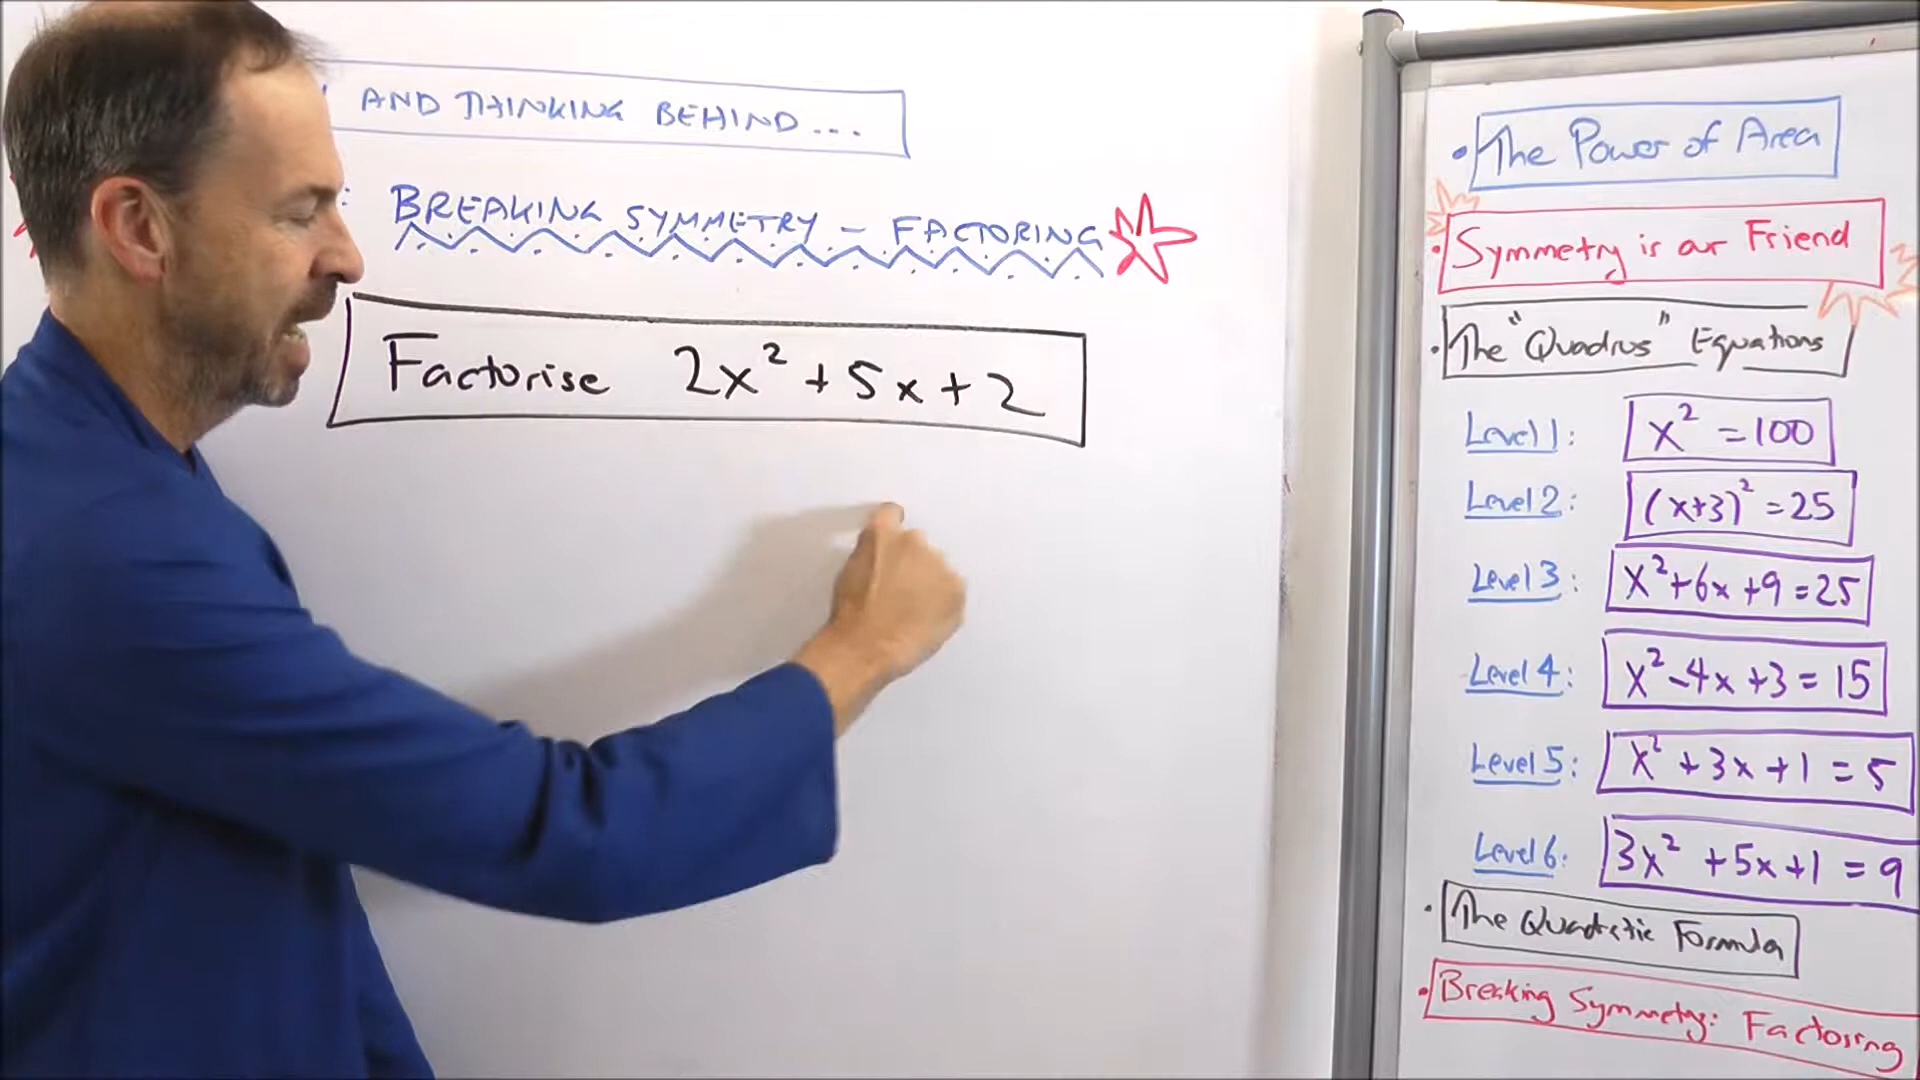 AND THINKING BEHIND...
: BREAKING SYMMETRY - FACTORING
Factorise 2x² + 5x + 2
• The Power of Area
• Symmetry is our Friend
• The "Quadrus" Equations
Level 1: x² = 100
Level 2: (x+3)² = 25
Level 3: x² + 6x + 9 = 25
Level 4: x² - 4x + 3 = 15
Level 5: x² + 3x + 1 = 5
Level 6: 3x² + 5x + 1 = 9
• The Quadratic Formula
• Breaking Symmetry: Factoring